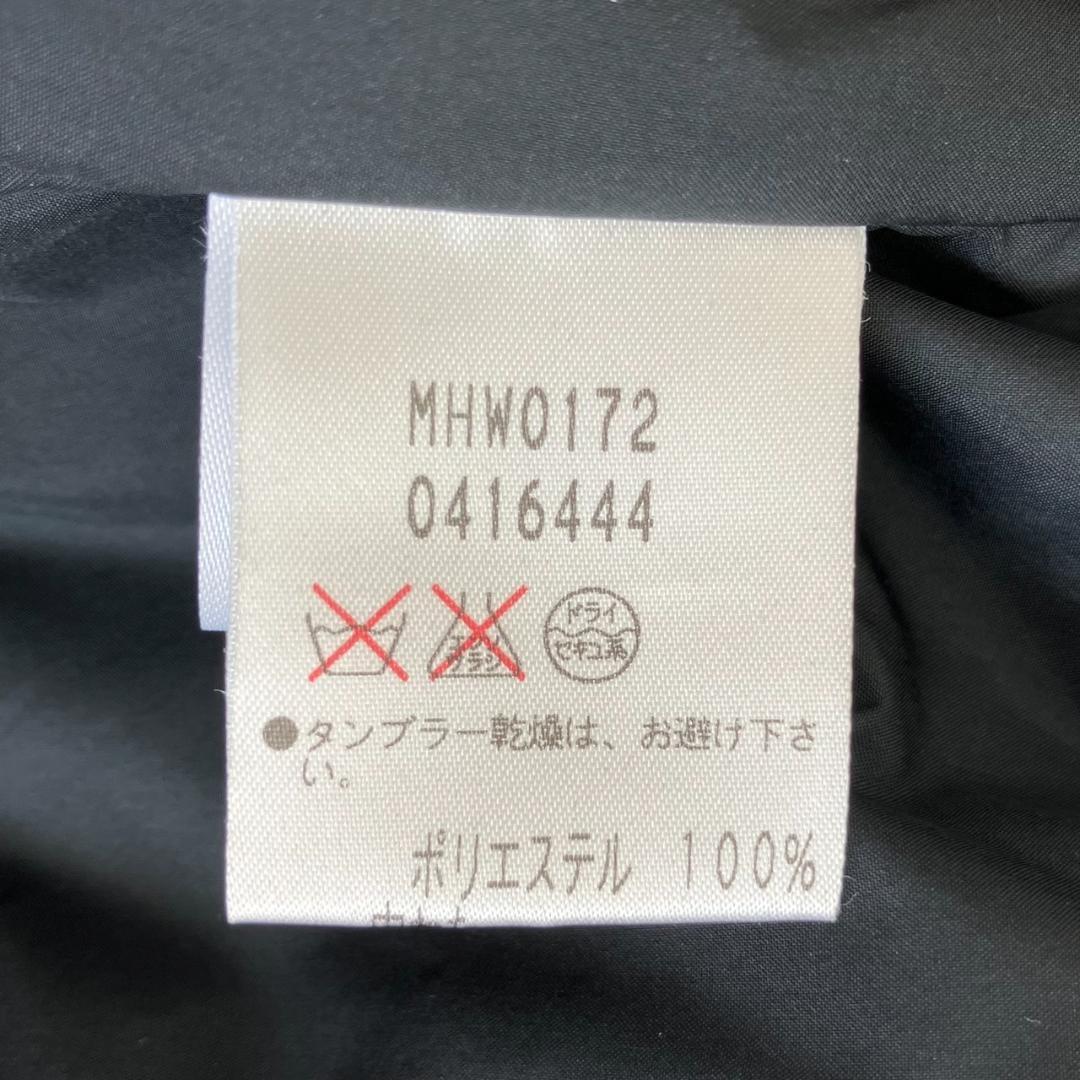 MHW0172
0416444
エンソ
サラシ
ドライ
セキユ系
●タンブラー乾燥は、お避け下さ
い。
ポリエステル 100%